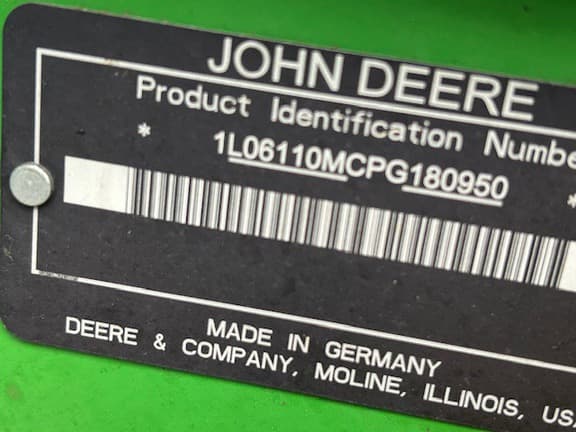 JOHN DEERE
Product Identification Numbe
* 1L06110MCPG180950 *
MADE IN GERMANY
DEERE & COMPANY, MOLINE, ILLINOIS, US